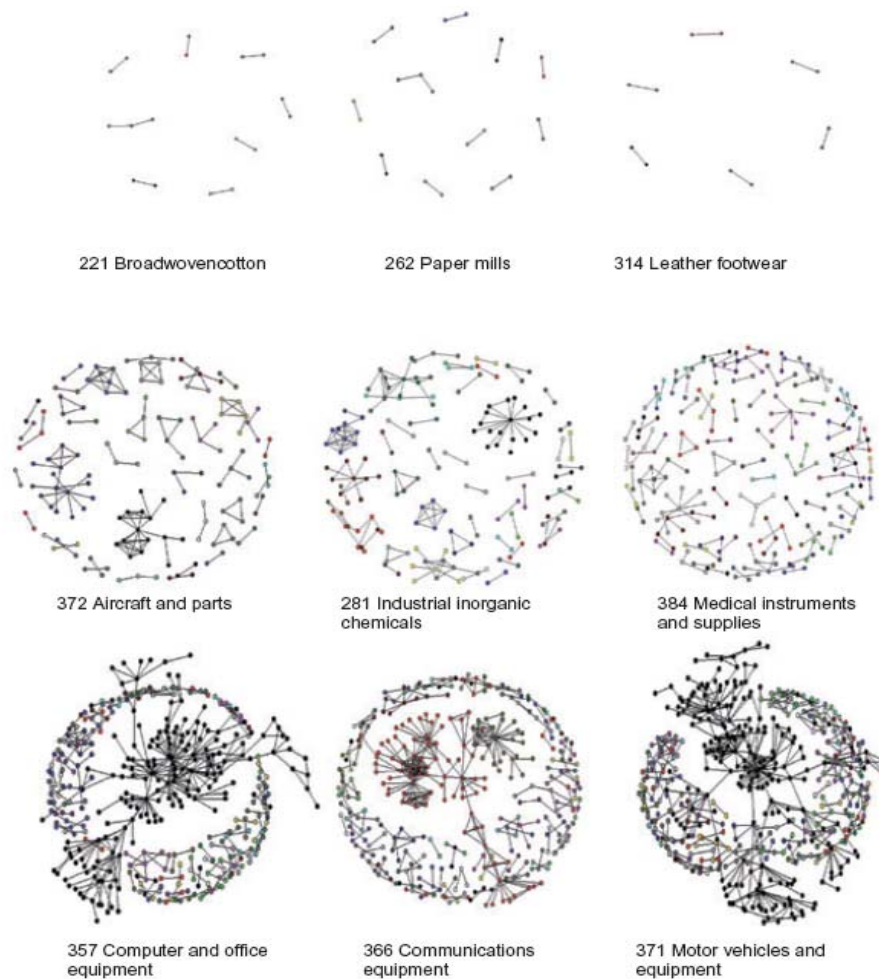 221 Broadwovencotton
262 Paper mills
314 Leather footwear
372 Aircraft and parts
281 Industrial inorganic
chemicals
384 Medical instruments
and supplies
357 Computer and office
equipment
366 Communications
equipment
371 Motor vehicles and
equipment